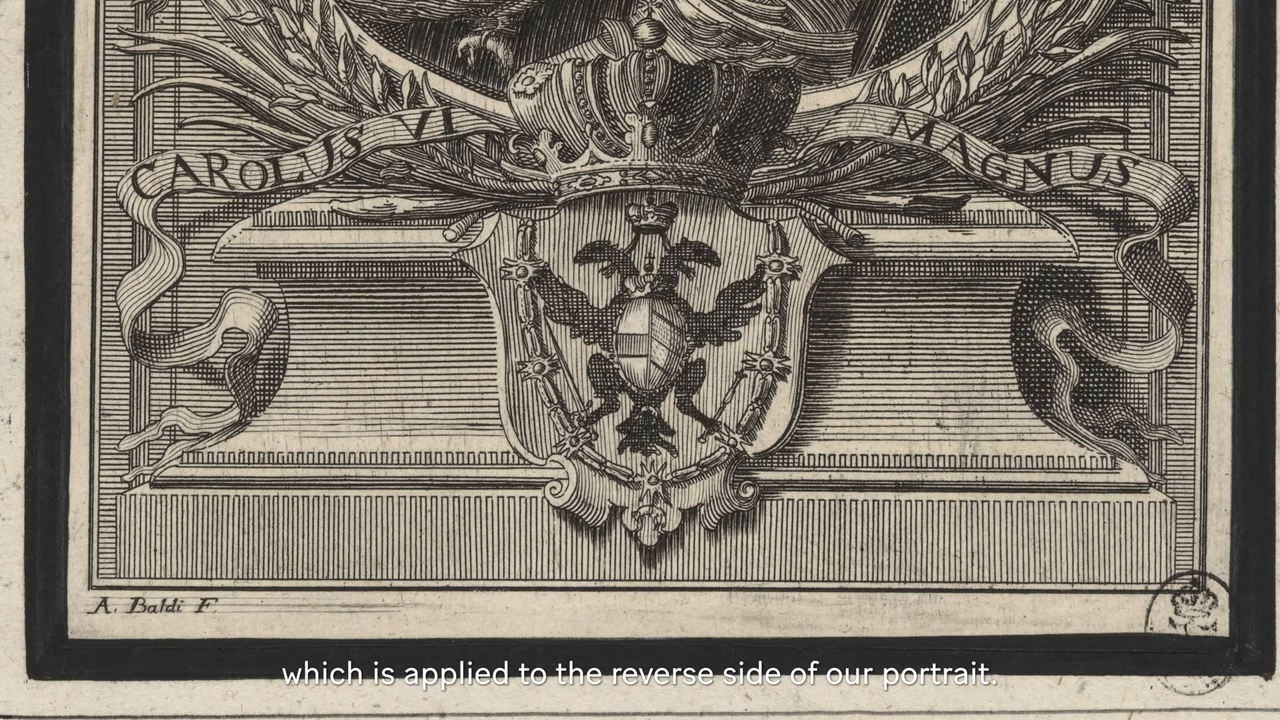 CAROLUS VI MAGNUS
A. Baldi F.
which is applied to the reverse side of our portrait.